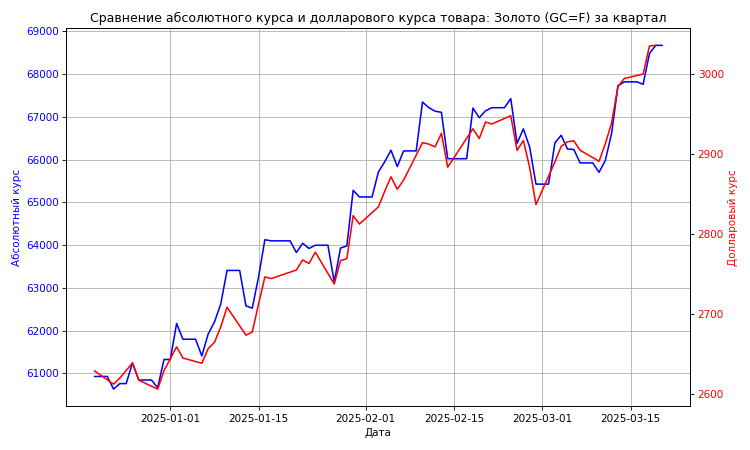 Сравнение абсолютного курса и долларового курса товара: Золото (GC=F) за квартал
69000
68000
67000
66000
65000
64000
63000
62000
61000
Абсолютный курс
3000
2900
2800
2700
2600
Долларовый курс
2025-01-01 2025-01-15 2025-02-01 2025-02-15 2025-03-01 2025-03-15
Дата